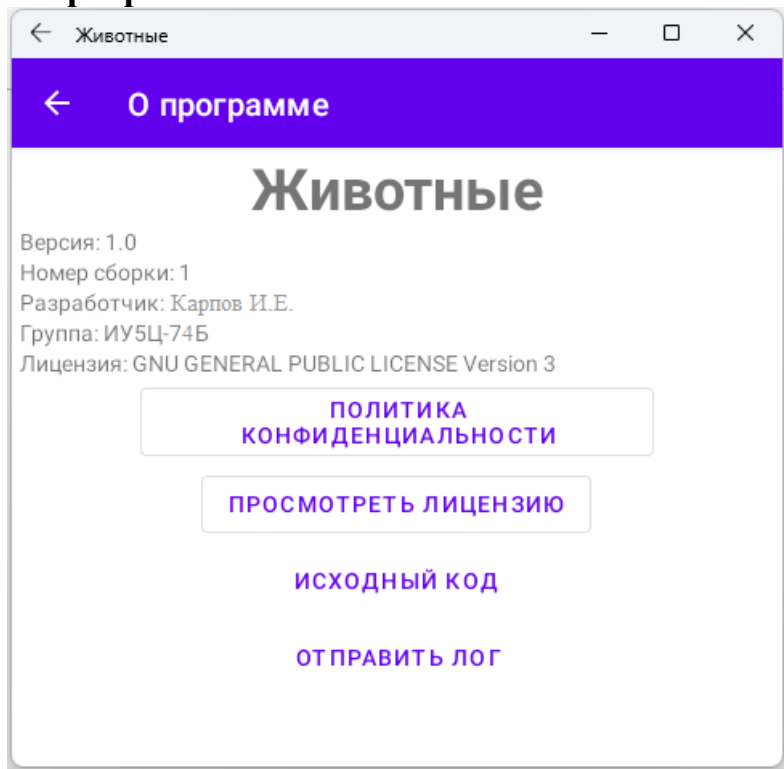 Животные
О программе
Животные
Версия: 1.0
Номер сборки: 1
Разработчик: Карпов И.Е.
Группа: ИУ5Ц-74Б
Лицензия: GNU GENERAL PUBLIC LICENSE Version 3
ПОЛИТИКА
КОНФИДЕНЦИАЛЬНОСТИ
ПРОСМОТРЕТЬ ЛИЦЕНЗИЮ
ИСХОДНЫЙ КОД
ОТПРАВИТЬ ЛОГ